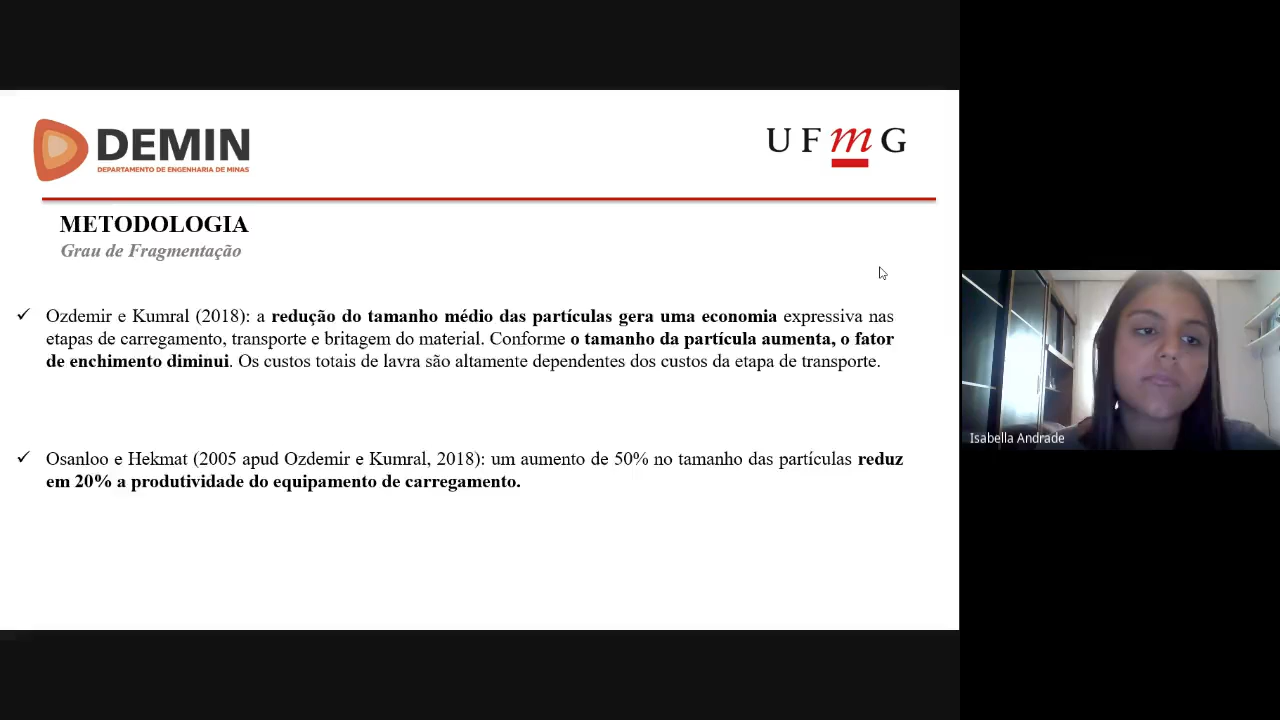 DEMIN
DEPARTAMENTO DE ENGENHARIA DE MINAS
UFmG
METODOLOGIA
Grau de Fragmentação
✓ Ozdemir e Kumral (2018): a redução do tamanho médio das partículas gera uma economia expressiva nas
etapas de carregamento, transporte e britagem do material. Conforme o tamanho da partícula aumenta, o fator
de enchimento diminui. Os custos totais de lavra são altamente dependentes dos custos da etapa de transporte.
✓ Osanloo e Hekmat (2005 apud Ozdemir e Kumral, 2018): um aumento de 50% no tamanho das partículas reduz
em 20% a produtividade do equipamento de carregamento.
Isabella Andrade